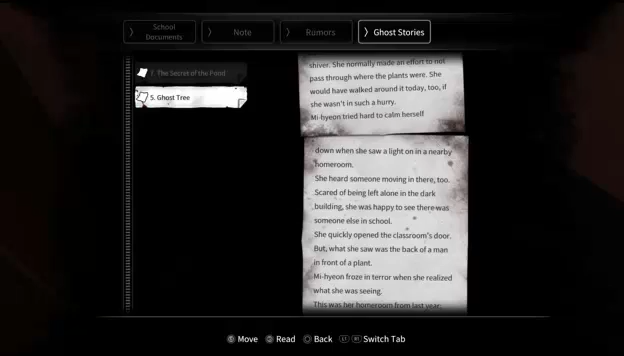 School
Documents
Note
Rumors
Ghost Stories
The Secret of the Pond
5. Ghost Tree
shiver. She normally made an effort to not
pass through where the plants were. She
would have walked around it today, too, if
she wasn't in such a hurry.
Mi-hyeon tried hard to calm herself
down when she saw a light on in a nearby
homeroom.
She heard someone moving in there, too.
Scared of being left alone in the dark
building, she was happy to see there was
someone else in school.
She quickly opened the classroom's door.
But, what she saw was the back of a man
in front of a plant.
Mi-hyeon froze in terror when she realized
what she was seeing.
This was her homeroom from last year,
Move Read Back Switch Tab